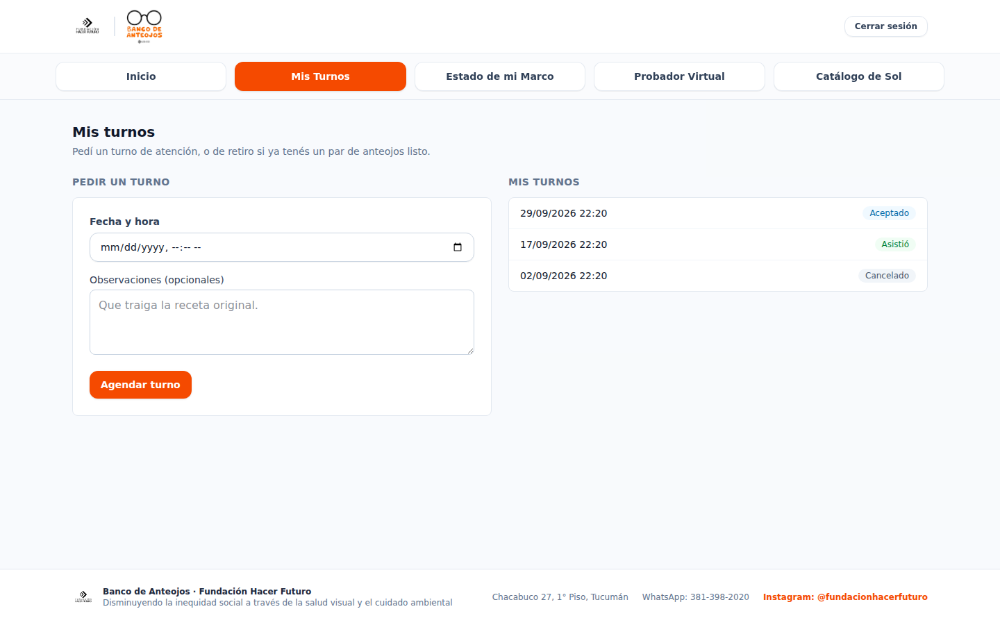 FUNDACIÓN
HACER FUTURO
BANCO DE
ANTEOJOS
Cerrar sesión
Inicio
Mis Turnos
Estado de mi Marco
Probador Virtual
Catálogo de Sol
Mis turnos
Pedí un turno de atención, o de retiro si ya tenés un par de anteojos listo.
PEDIR UN TURNO
Fecha y hora
mm/dd/yyyy, --:-- --
Observaciones (opcionales)
Que traiga la receta original.
Agendar turno
MIS TURNOS
29/09/2026 22:20 Aceptado
17/09/2026 22:20 Asistió
02/09/2026 22:20 Cancelado
Banco de Anteojos · Fundación Hacer Futuro
Disminuyendo la inequidad social a través de la salud visual y el cuidado ambiental
Chacabuco 27, 1° Piso, Tucumán
WhatsApp: 381-398-2020
Instagram: @fundacionhacerfuturo